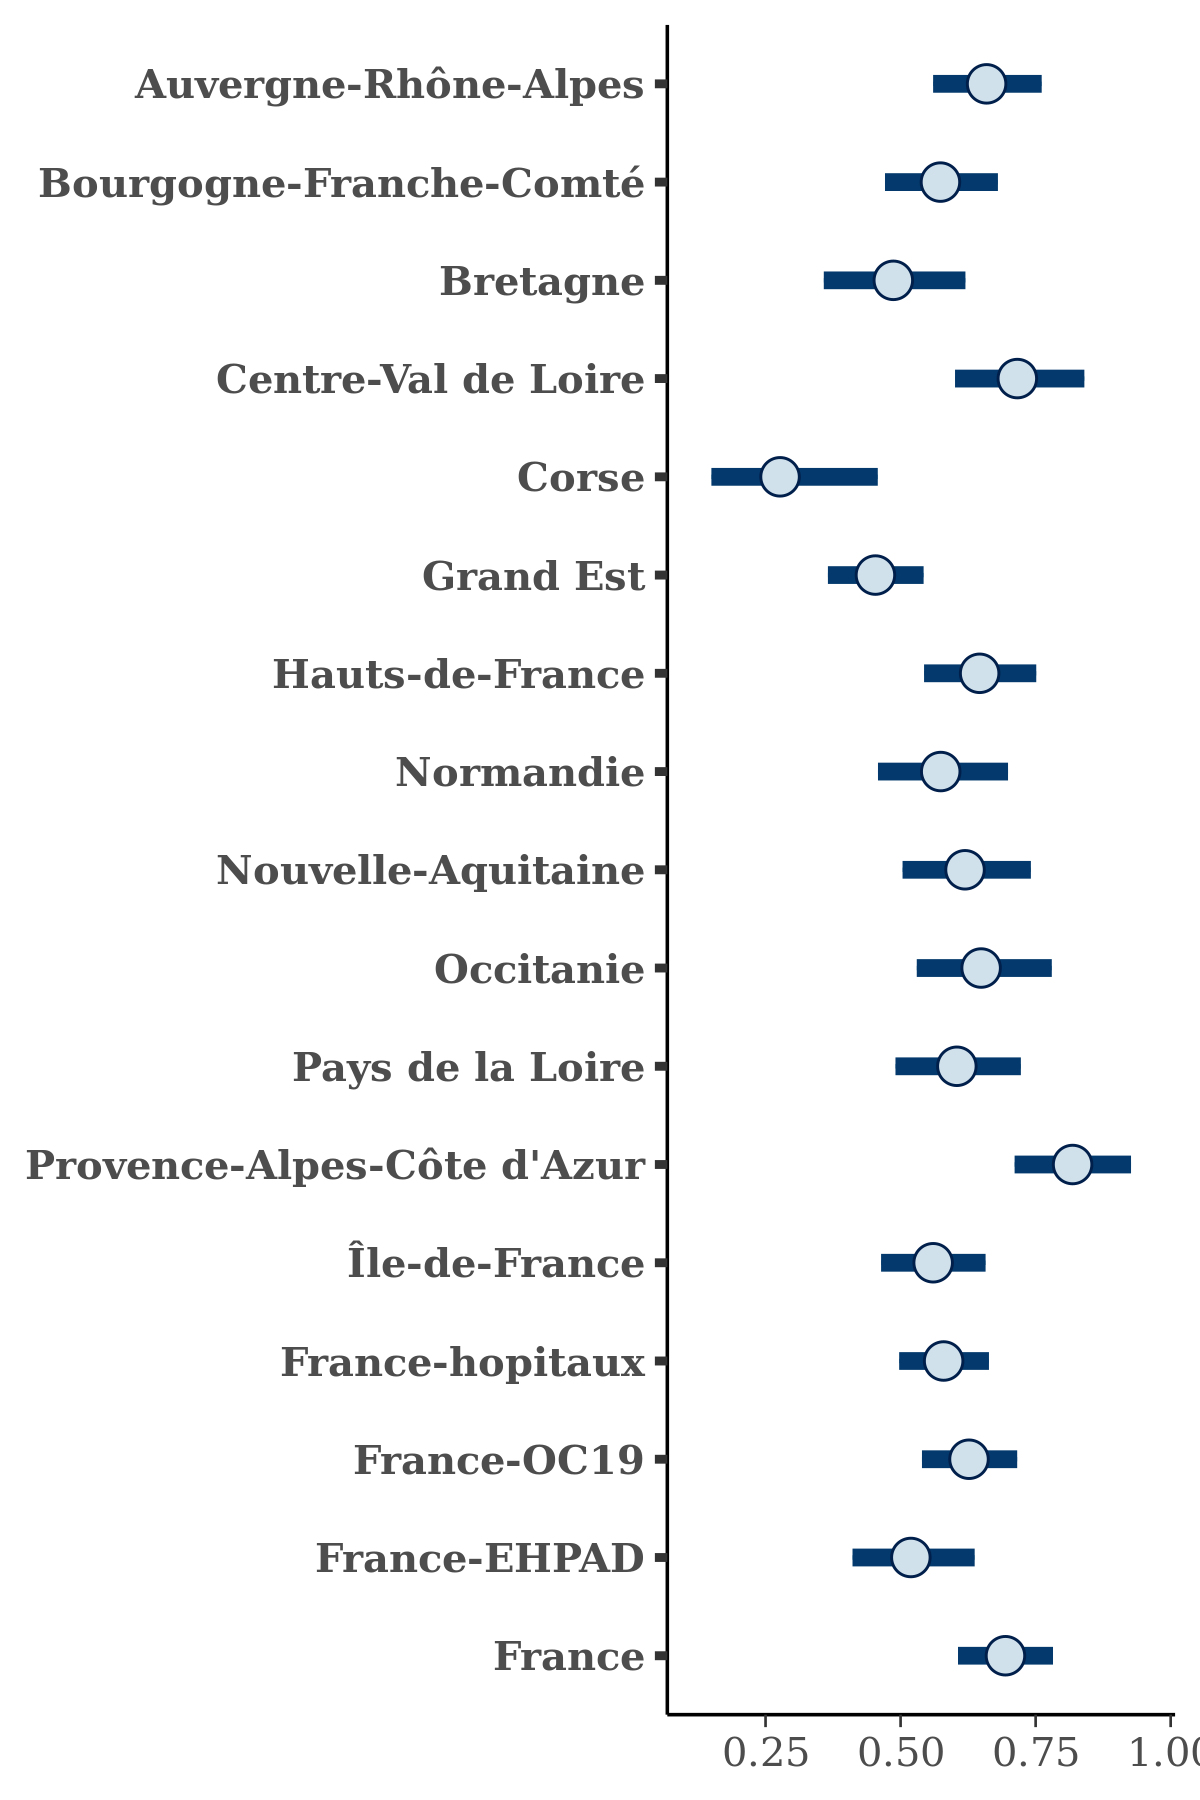 Auvergne-Rhône-Alpes
Bourgogne-Franche-Comté
Bretagne
Centre-Val de Loire
Corse
Grand Est
Hauts-de-France
Normandie
Nouvelle-Aquitaine
Occitanie
Pays de la Loire
Provence-Alpes-Côte d'Azur
Île-de-France
France-hopitaux
France-OC19
France-EHPAD
France
0.25 0.50 0.75 1.00